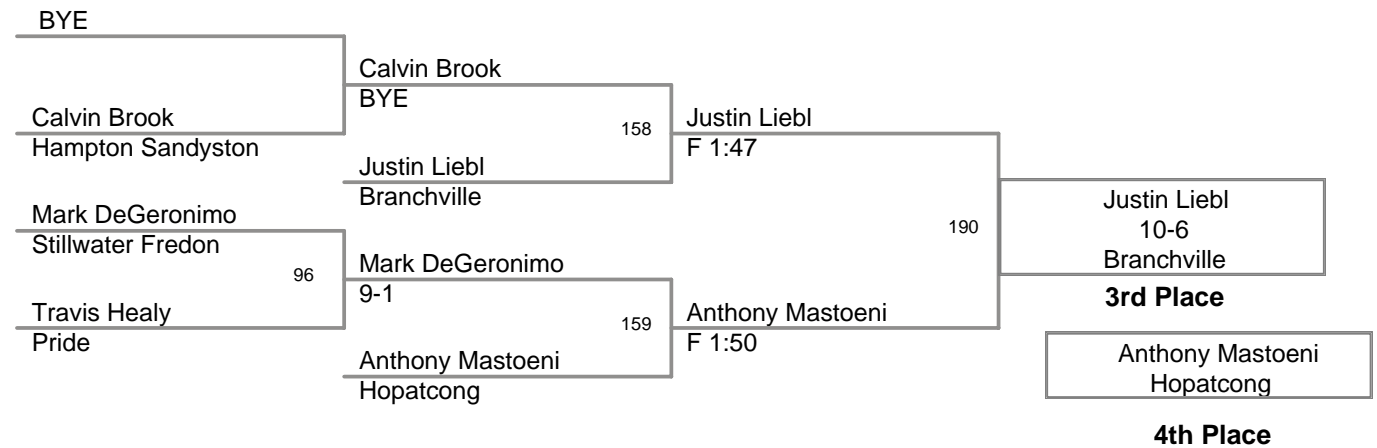 BYE
Calvin Brook
BYE
Calvin Brook
Hampton Sandyston
158
Justin Liebl
F 1:47
Justin Liebl
Branchville
Mark DeGeronimo
Stillwater Fredon
190
Justin Liebl
10-6
Branchville
3rd Place
96
Mark DeGeronimo
9-1
Travis Healy
Pride
159
Anthony Mastoeni
F 1:50
Anthony Mastoeni
Hopatcong
Anthony Mastoeni
Hopatcong
4th Place